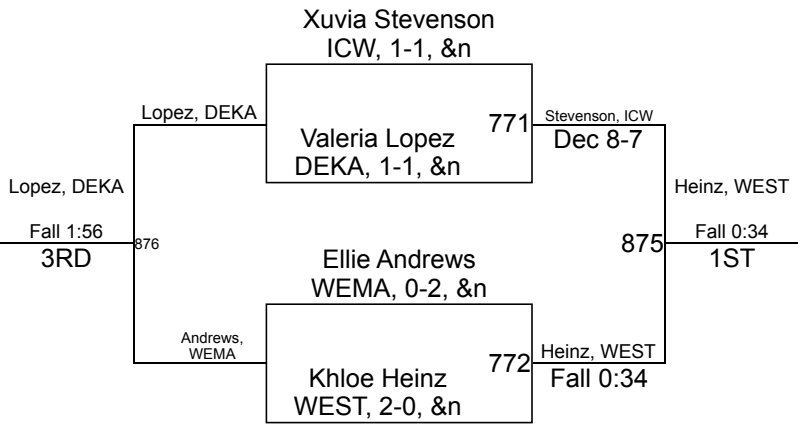 Xuvia Stevenson
ICW, 1-1, &n
Lopez, DEKA
771
Stevenson, ICW
Valeria Lopez
Dec 8-7
DEKA, 1-1, &n
Lopez, DEKA
Heinz, WEST
Fall 1:56
876
875
Fall 0:34
3RD
1ST
Ellie Andrews
WEMA, 0-2, &n
Andrews,
WEMA
772
Heinz, WEST
Khloe Heinz
Fall 0:34
WEST, 2-0, &n